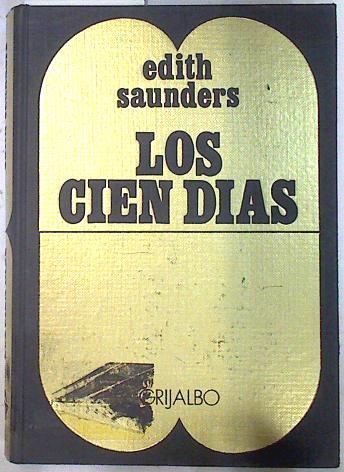 edith
saunders
LOS
CIEN DIAS
GRIJALBO